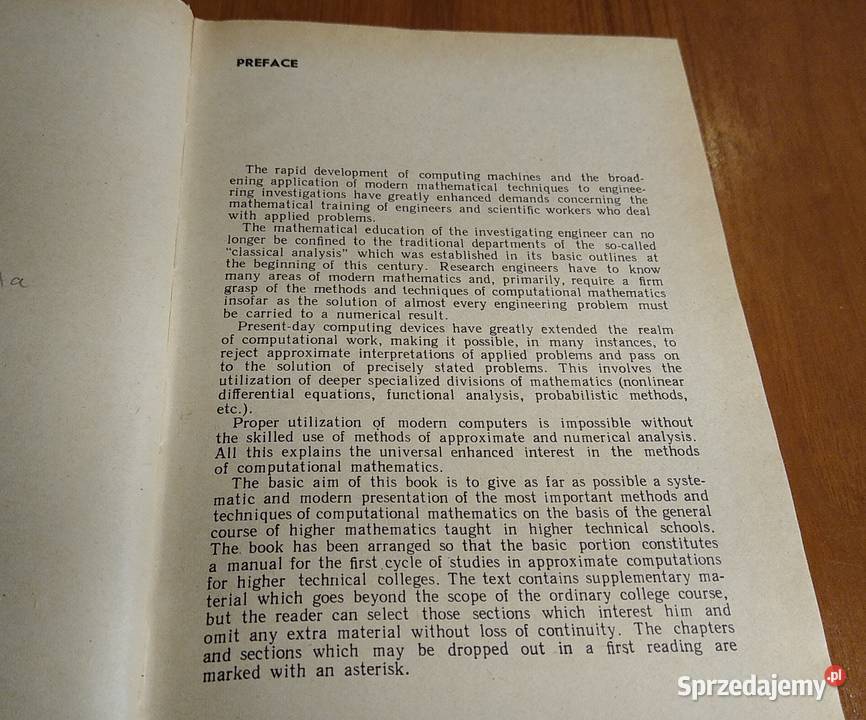 PREFACE
The rapid development of computing machines and the broad-
ening application of modern mathematical techniques to enginee-
ring investigations have greatly enhanced demands concerning the
mathematical training of engineers and scientific workers who deal
with applied problems.
The mathematical education of the investigating engineer can no
longer be confined to the traditional departments of the so-called
"classical analysis" which was established in its basic outlines at
the beginning of this century. Research engineers have to know
many areas of modern mathematics and, primarily, require a firm
grasp of the methods and techniques of computational mathematics
insofar as the solution of almost every engineering problem must
be carried to a numerical result.
Present-day computing devices have greatly extended the realm
of computational work, making it possible, in many instances, to
reject approximate interpretations of applied problems and pass on
to the solution of precisely stated problems. This involves the
utilization of deeper specialized divisions of mathematics (nonlinear
differential equations, functional analysis, probabilistic methods,
etc.).
Proper utilization of modern computers is impossible without
the skilled use of methods of approximate and numerical analysis.
All this explains the universal enhanced interest in the methods
of computational mathematics.
The basic aim of this book is to give as far as possible a syste-
matic and modern presentation of the most important methods and
techniques of computational mathematics on the basis of the general
course of higher mathematics taught in higher technical schools.
The book has been arranged so that the basic portion constitutes
a manual for the first cycle of studies in approximate computations
for higher technical colleges. The text contains supplementary ma-
terial which goes beyond the scope of the ordinary college course,
but the reader can select those sections which interest him and
omit any extra material without loss of continuity. The chapters
and sections which may be dropped out in a first reading are
marked with an asterisk.
Sprzedajemy.pl